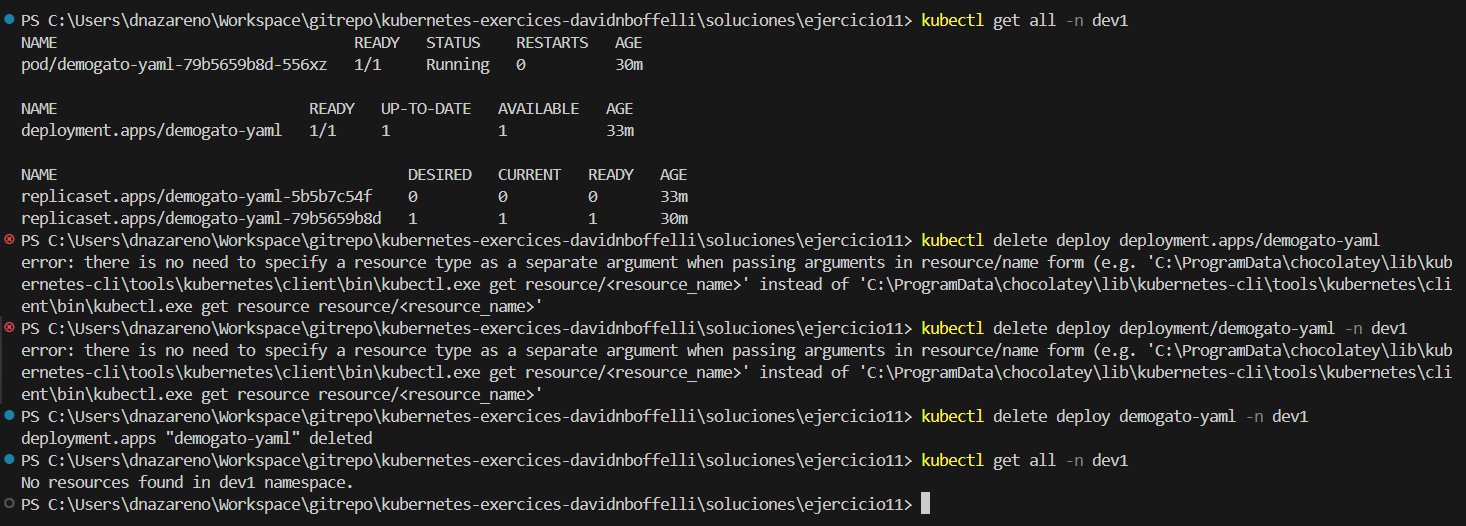 PS C:\Users\dnazareno\Workspace\gitrepo\kubernetes-exercices-davidnboffelli\soluciones\ejercicio11> kubectl get all -n dev1
NAME                                 READY   STATUS    RESTARTS   AGE
pod/demogato-yaml-79b5659b8d-556xz   1/1     Running   0          30m
NAME                            READY   UP-TO-DATE   AVAILABLE   AGE
deployment.apps/demogato-yaml   1/1     1            1           33m
NAME                                       DESIRED   CURRENT   READY   AGE
replicaset.apps/demogato-yaml-5b5b7c54f    0         0         0       33m
replicaset.apps/demogato-yaml-79b5659b8d   1         1         1       30m
PS C:\Users\dnazareno\Workspace\gitrepo\kubernetes-exercices-davidnboffelli\soluciones\ejercicio11> kubectl delete deploy deployment.apps/demogato-yaml
error: there is no need to specify a resource type as a separate argument when passing arguments in resource/name form (e.g. 'C:\ProgramData\chocolatey\lib\kub
ernetes-cli\tools\kubernetes\client\bin\kubectl.exe get resource/<resource_name>' instead of 'C:\ProgramData\chocolatey\lib\kubernetes-cli\tools\kubernetes\cli
ent\bin\kubectl.exe get resource resource/<resource_name>'
PS C:\Users\dnazareno\Workspace\gitrepo\kubernetes-exercices-davidnboffelli\soluciones\ejercicio11> kubectl delete deploy deployment/demogato-yaml -n dev1
error: there is no need to specify a resource type as a separate argument when passing arguments in resource/name form (e.g. 'C:\ProgramData\chocolatey\lib\kub
ernetes-cli\tools\kubernetes\client\bin\kubectl.exe get resource/<resource_name>' instead of 'C:\ProgramData\chocolatey\lib\kubernetes-cli\tools\kubernetes\cli
ent\bin\kubectl.exe get resource resource/<resource_name>'
PS C:\Users\dnazareno\Workspace\gitrepo\kubernetes-exercices-davidnboffelli\soluciones\ejercicio11> kubectl delete deploy demogato-yaml -n dev1
deployment.apps "demogato-yaml" deleted
PS C:\Users\dnazareno\Workspace\gitrepo\kubernetes-exercices-davidnboffelli\soluciones\ejercicio11> kubectl get all -n dev1
No resources found in dev1 namespace.
PS C:\Users\dnazareno\Workspace\gitrepo\kubernetes-exercices-davidnboffelli\soluciones\ejercicio11>